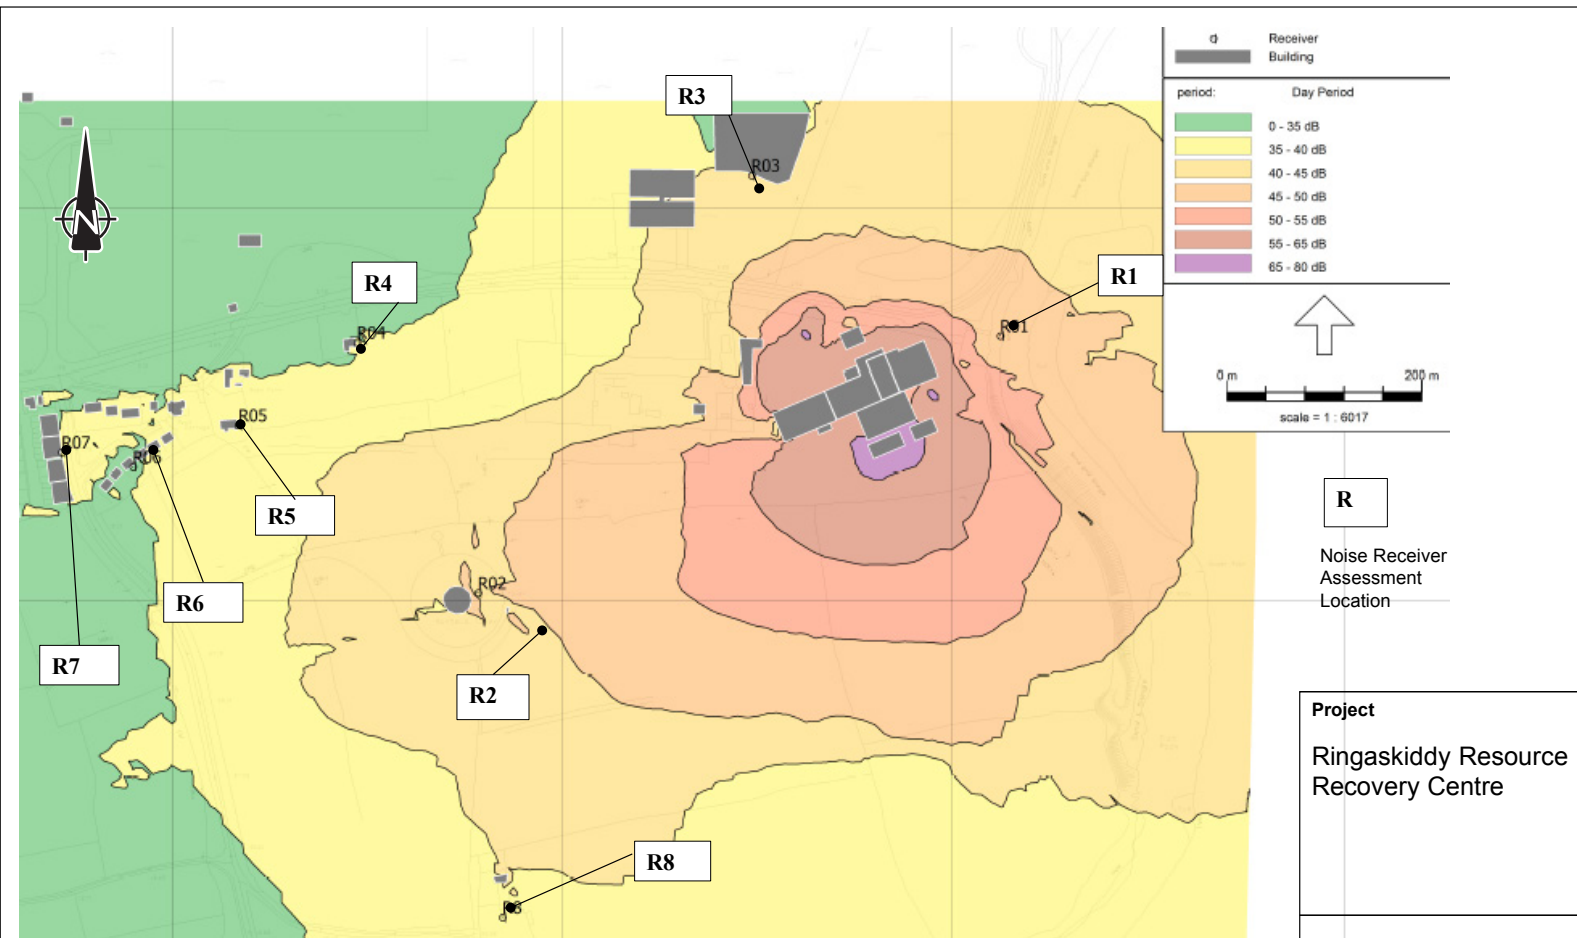 Receiver
Building
period: Day Period
0 - 35 dB
35 - 40 dB
40 - 45 dB
45 - 50 dB
50 - 55 dB
55 - 65 dB
65 - 80 dB
0 m 200 m
scale = 1 : 6017
R
Noise Receiver
Assessment
Location
Project
Ringaskiddy Resource
Recovery Centre
N
R3
R03
R4
R04
R1
R01
R05
R07
R06
R5
R02
R6
R7
R2
R8
R8